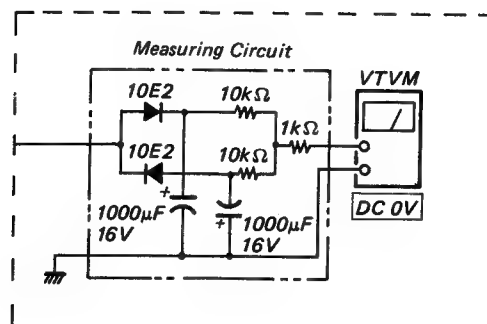 Measuring Circuit
VTVM
10E2
10kΩ
1kΩ
10E2
10kΩ
+
1000μF
16V
+
1000μF
16V
DC 0V